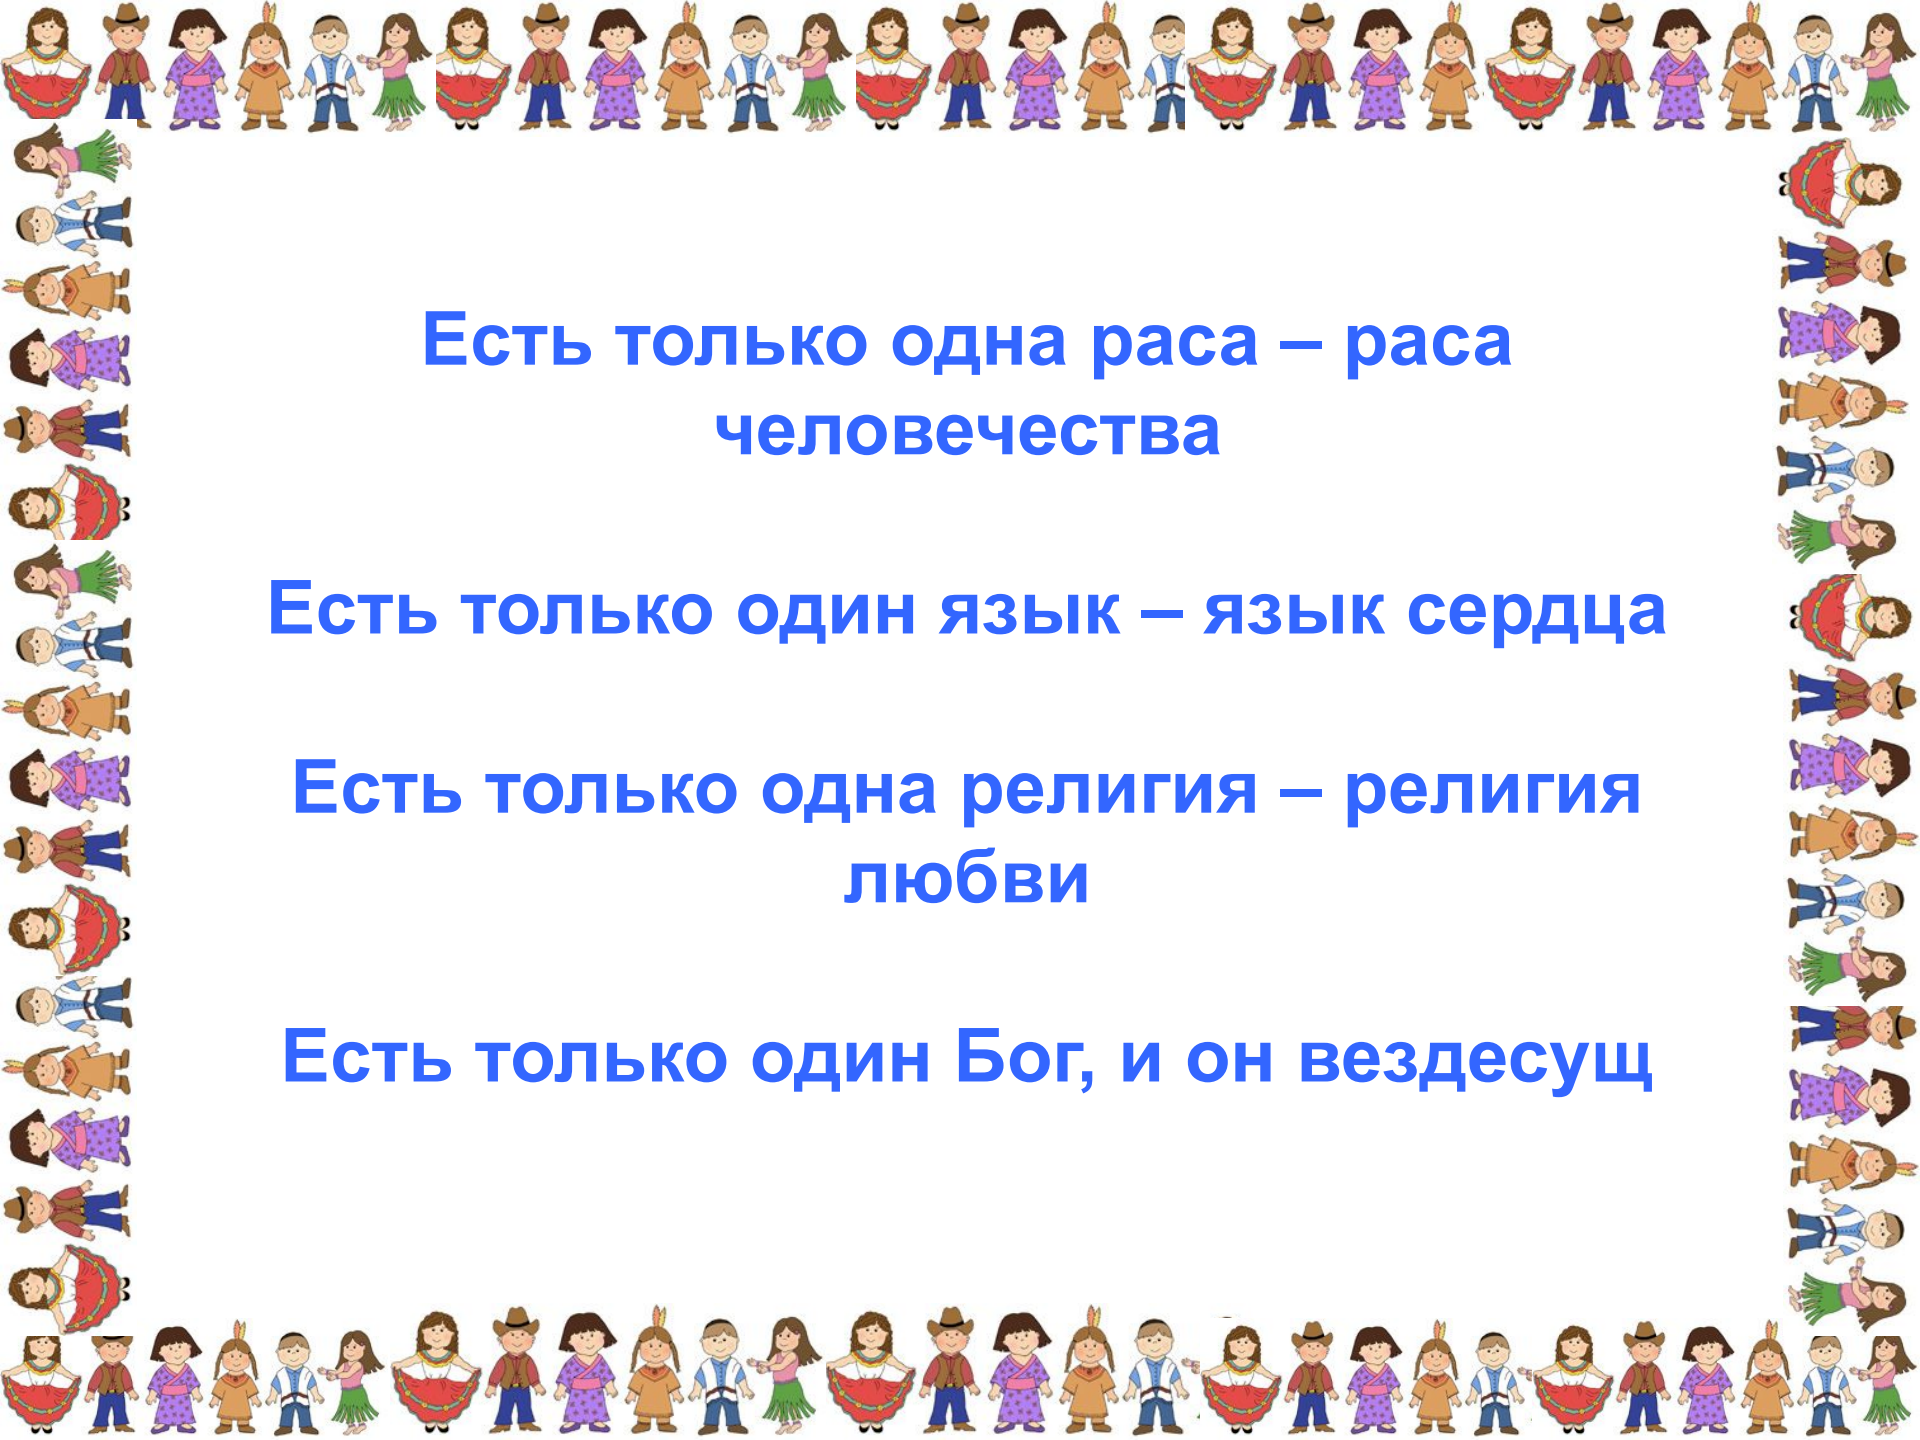 Есть только одна раса – раса
человечества
Есть только один язык – язык сердца
Есть только одна религия – религия
любви
Есть только один Бог, и он вездесущ